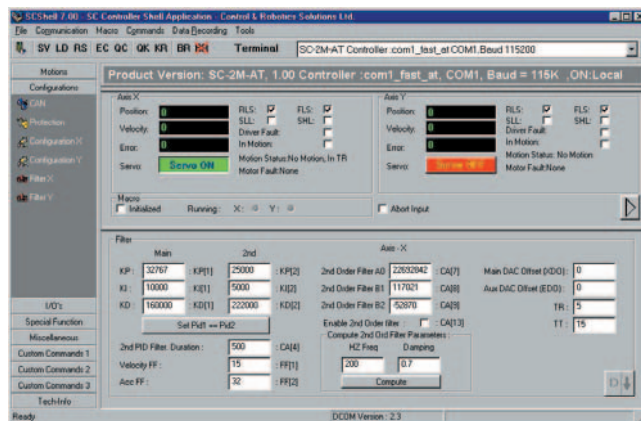 SCShell 7.00 - SC Controller Shell Application - Control & Robotics Solutions Ltd.
File Communication Macro Commands Data Recording Tools
SV LD RS EC QC QK KR BR Terminal SC-2M-AT Controller :com1_fast_at COM1, Baud 115200
Motions
Configurations
CAN
Protection
Configuration X
Configuration Y
Filter X
Filter Y
I/O's
Special Function
Miscellaneous
Custom Commands 1
Custom Commands 2
Custom Commands 3
Tech-Info
Product Version: SC-2M-AT, 1.00 Controller :com1_fast_at, COM1, Baud = 115K ,ON:Local
Axis X
Position: 0 RLS: FLS:
SLL: SHL:
Velocity: 0 Driver Fault:
Error: 0 In Motion:
Motion Status:No Motion, In TR
Servo: Servo ON Motor Fault:None
Axis Y
Position: 0 RLS: FLS:
SLL: SHL:
Velocity: 0 Driver Fault:
Error: 0 In Motion:
Motion Status: No Motion
Servo: Motor Fault:None
Macro
Initialized Running: X: Y: Abort Input
Filter
Axis - X
Main 2nd
KP: 32767 : KP[1] 25000 : KP[2] 2nd Order Filter A0 22692842 : CA[7] Main DAC Offset (XDO): 0
KI: 10000 : KI[1] 5000 : KI[2] 2nd Order Filter B1 117021 : CA[8] Aux DAC Offset (EDO): 0
KD: 160000 : KD[1] 222000 : KD[2] 2nd Order Filter B2 -52870 : CA[9] TR: 5
Set Pid1 == Pid2 Enable 2nd Order filter : : CA[13] TT: 15
Compute 2nd Ord Filter Parameters :
2nd PID Filter. Duration : 500 : CA[4] HZ Freq Damping
Velocity FF : 15 : FF[1] 200 0.7
Acc FF : 32 : FF[2] Compute
D
Ready DCOM Version : 2.3